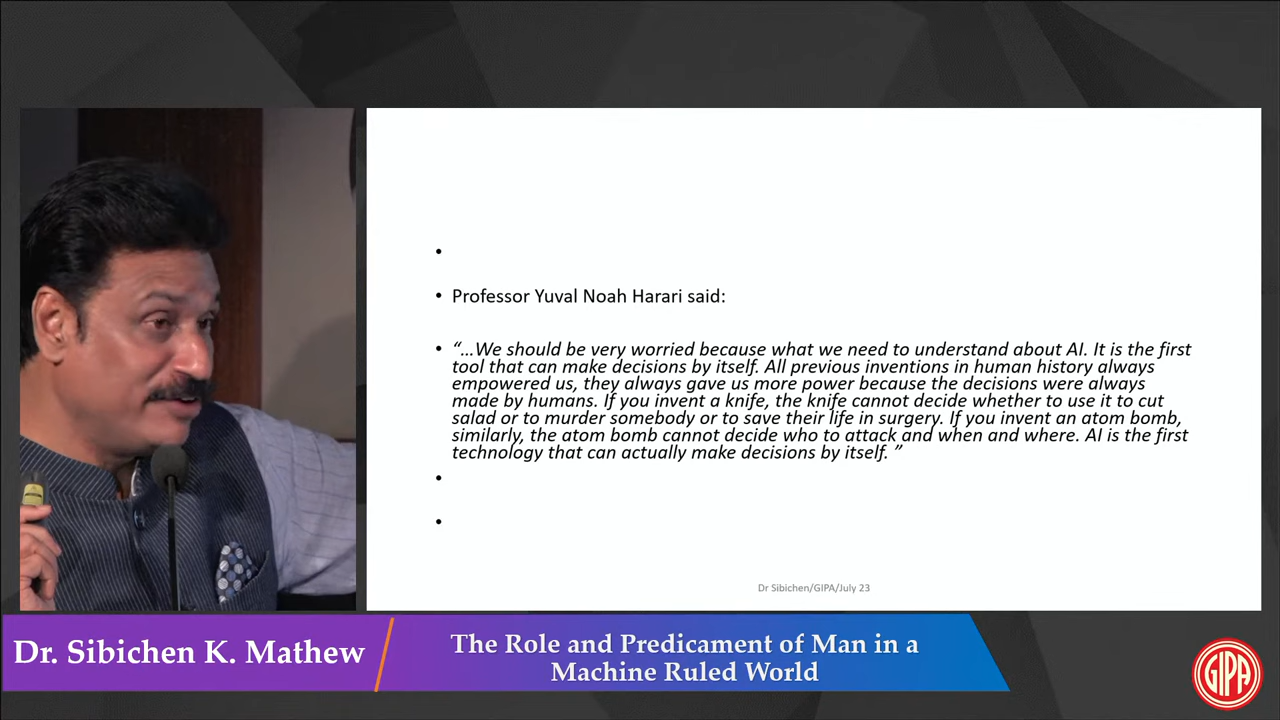 Professor Yuval Noah Harari said:
“...We should be very worried because what we need to understand about AI. It is the first
tool that can make decisions by itself. All previous inventions in human history always
empowered us, they always gave us more power because the decisions were always
made by humans. If you invent a knife, the knife cannot decide whether to use it to cut
salad or to murder somebody or to save their life in surgery. If you invent an atom bomb,
similarly, the atom bomb cannot decide who to attack and when and where. AI is the first
technology that can actually make decisions by itself. ”
Dr Sibichen/GIPA/July 23
Dr. Sibichen K. Mathew
The Role and Predicament of Man in a
Machine Ruled World
GIPA